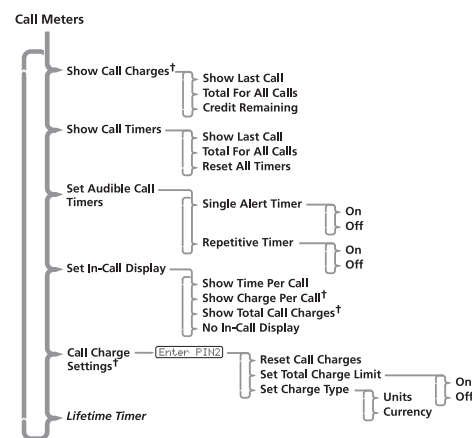 Call Meters
Show Call Charges†
Show Last Call
Total For All Calls
Credit Remaining
Show Call Timers
Show Last Call
Total For All Calls
Reset All Timers
Set Audible Call
Timers
Single Alert Timer
On
Off
Repetitive Timer
On
Off
Set In-Call Display
Show Time Per Call
Show Charge Per Call†
Show Total Call Charges†
No In-Call Display
Call Charge
Settings†
Enter PIN2
Reset Call Charges
Set Total Charge Limit
On
Off
Set Charge Type
Units
Currency
Lifetime Timer